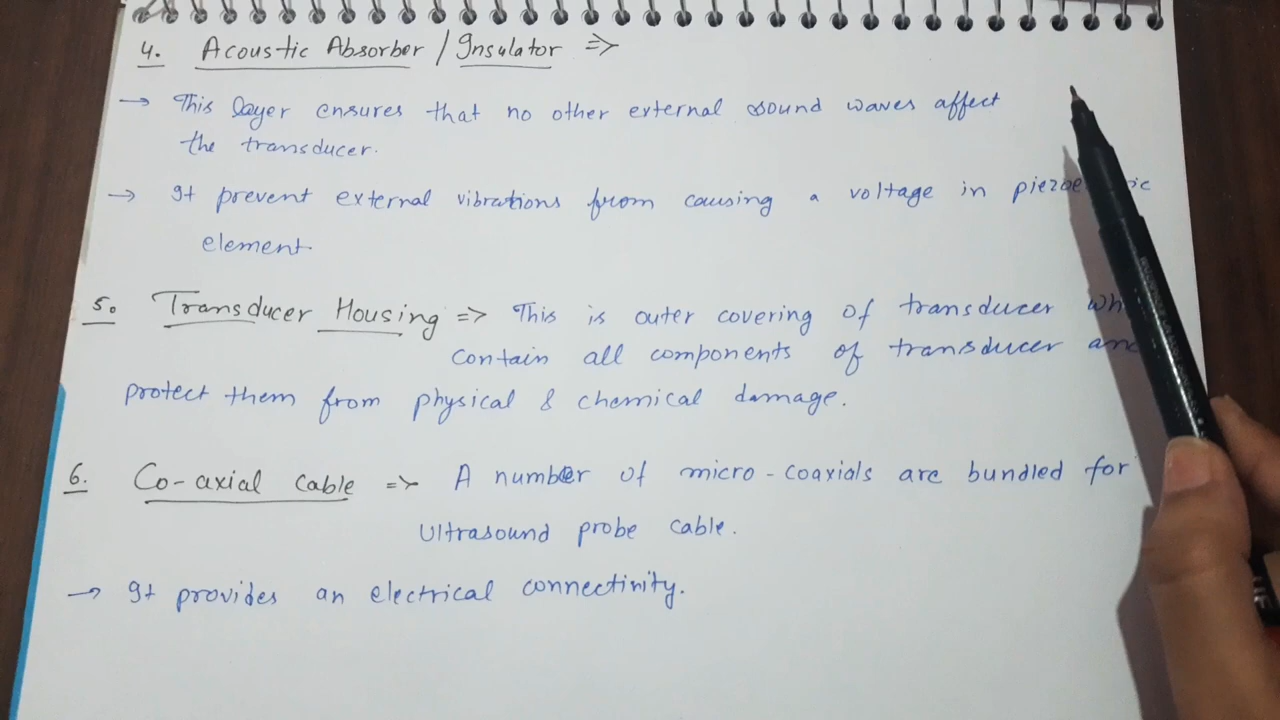 4. Acoustic Absorber / Insulator =>
→ This layer ensures that no other external sound waves affect
the transducer.
→ It prevent external vibrations from causing a voltage in
element.
5. Transducer Housing => This is outer covering of transducer
contain all components of transducer and
protect them from physical & chemical damage.
6. Co-axial cable => A number of micro-coaxials are bundled for
Ultrasound probe cable.
→ It provides an electrical connectivity.